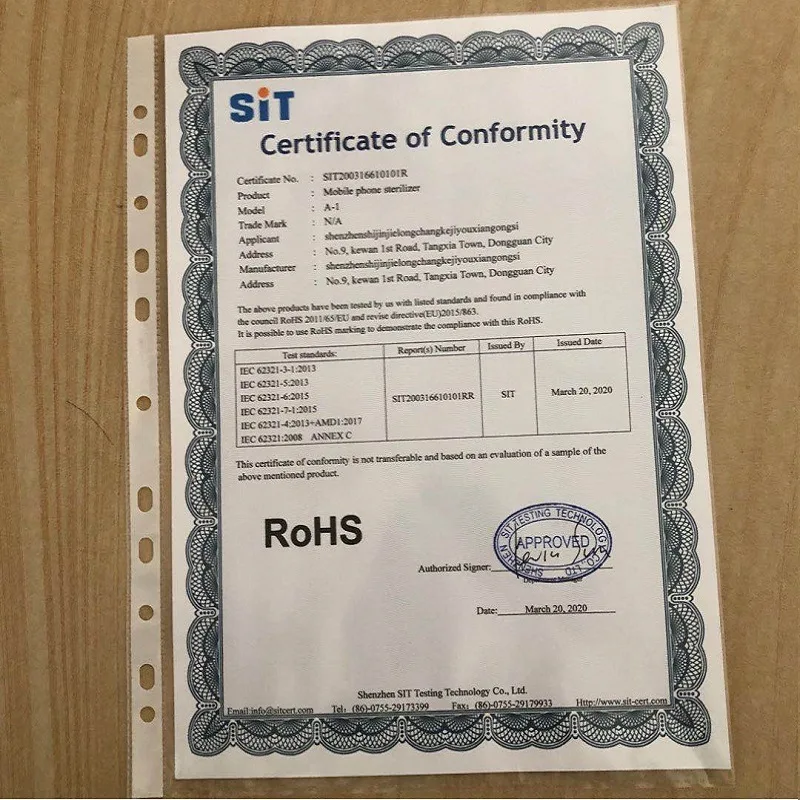 SiT
Certificate of Conformity
Certificate No. : SIT200316610101R
Product : Mobile phone sterilizer
Model : A-1
Trade Mark : N/A
Applicant : shenzhenshijinjielongchangkejiyouxiangongsi
Address : No.9, kewan 1st Road, Tangxia Town, Dongguan City
Manufacturer : shenzhenshijinjielongchangkejiyouxiangongsi
Address : No.9, kewan 1st Road, Tangxia Town, Dongguan City
The above products have been tested by us with listed standards and found in compliance with
the council RoHS 2011/65/EU and revise directive(EU)2015/863.
It is possible to use RoHS marking to demonstrate the compliance with this RoHS.
Test standards: Report(s) Number Issued By Issued Date
IEC 62321-3-1:2013
IEC 62321-5:2013
IEC 62321-6:2015
IEC 62321-7-1:2015
IEC 62321-4:2013+AMD1:2017
IEC 62321:2008 ANNEX C
SIT200316610101RR SIT March 20, 2020
This certificate of conformity is not transferable and based on an evaluation of a sample of the
above mentioned product.
RoHS
SIT TESTING TECHNOLOGY
APPROVED
Authorized Signer:
Manager
Date: March 20, 2020
Shenzhen SIT Testing Technology Co., Ltd.
Email:info@sitcert.com Tel: (86)-0755-29173399 Fax: (86)-0755-29179933 Http://www.sit-cert.com